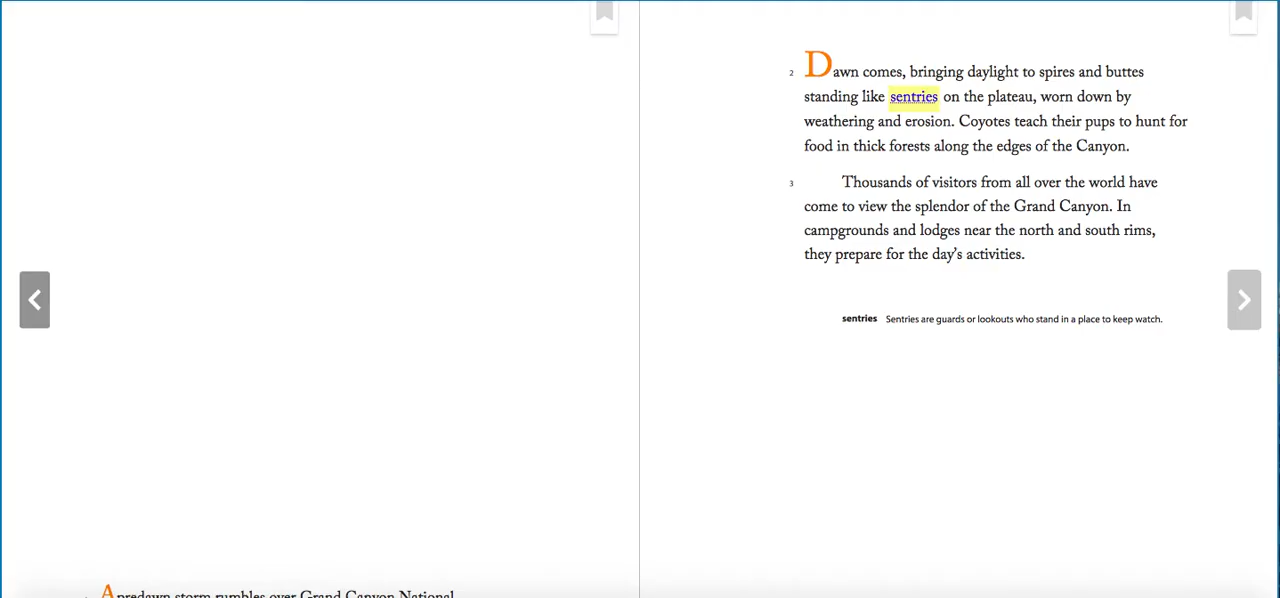 A predawn storm rumbles over Grand Canyon National
2 Dawn comes, bringing daylight to spires and buttes
standing like sentries on the plateau, worn down by
weathering and erosion. Coyotes teach their pups to hunt for
food in thick forests along the edges of the Canyon.
3 Thousands of visitors from all over the world have
come to view the splendor of the Grand Canyon. In
campgrounds and lodges near the north and south rims,
they prepare for the day’s activities.
sentries Sentries are guards or lookouts who stand in a place to keep watch.